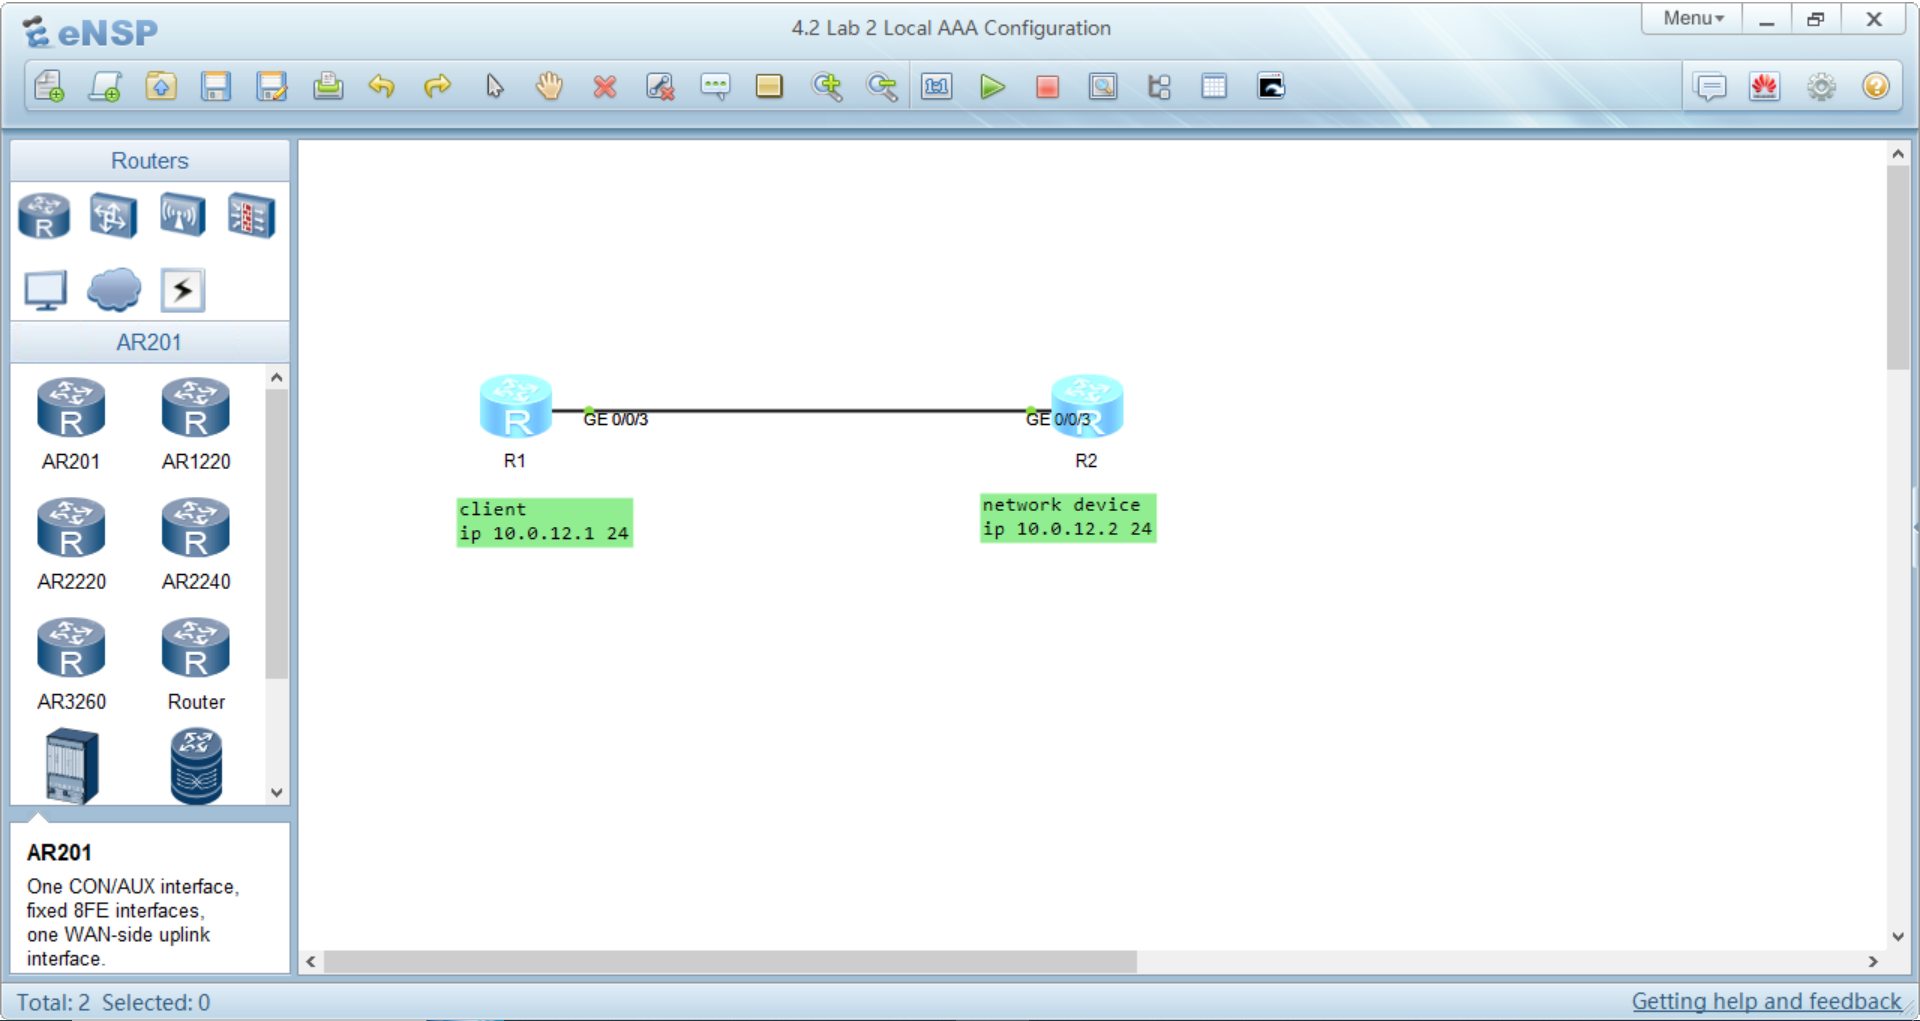 eNSP
4.2 Lab 2 Local AAA Configuration
Menu
Routers
R
AR201
R
R
AR201
AR1220
R
R
AR2220
AR2240
R
R
AR3260
Router
AR201
One CON/AUX interface,
fixed 8FE interfaces,
one WAN-side uplink
interface.
1:1
R
GE 0/0/3
GE 0/0/3
R
R1
R2
client
ip 10.0.12.1 24
network device
ip 10.0.12.2 24
Total: 2 Selected: 0
Getting help and feedback